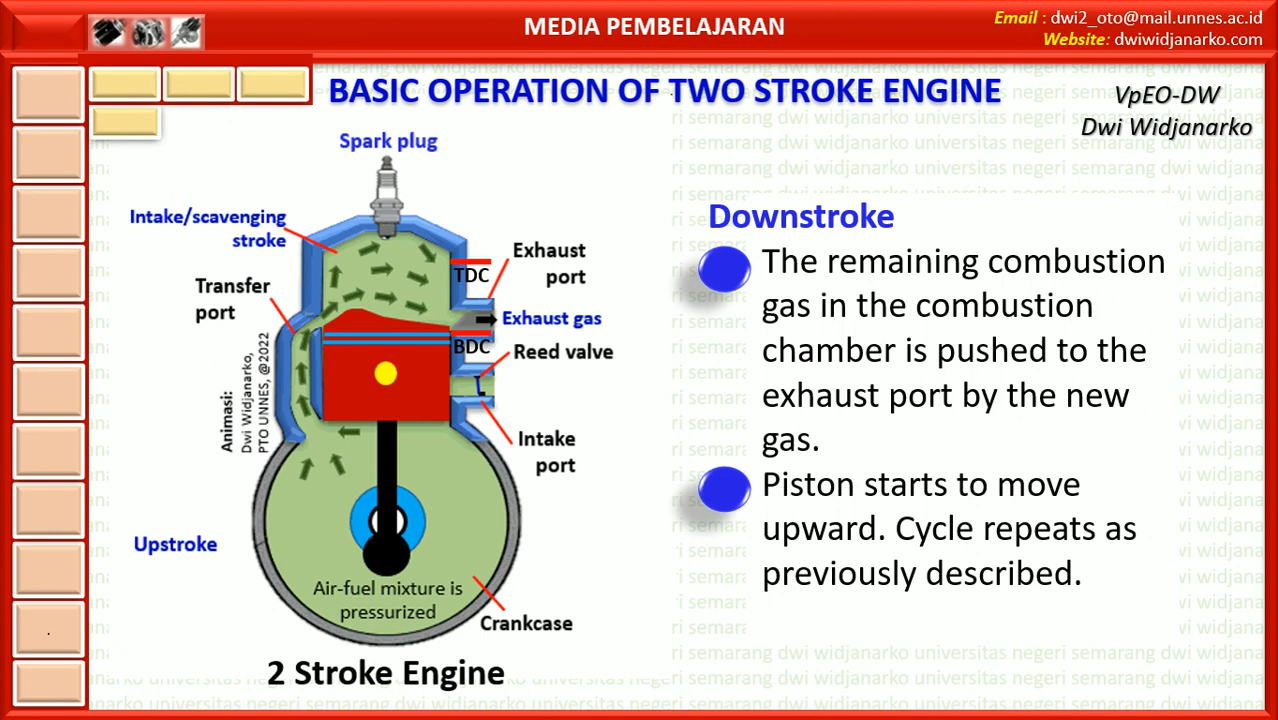 MEDIA PEMBELAJARAN
Email : dwi2_oto@mail.unnes.ac.id
Website: dwiwidjanarko.com
BASIC OPERATION OF TWO STROKE ENGINE
VpEO-DW
Dwi Widjanarko
Spark plug
Intake/scavenging
stroke
Exhaust
port
TDC
Transfer
port
Exhaust gas
BDC
Reed valve
Animasi:
Dwi Widjanarko,
PTO UNNES, @2022
Intake
port
Upstroke
Air-fuel mixture is
pressurized
Crankcase
2 Stroke Engine
Downstroke
The remaining combustion
gas in the combustion
chamber is pushed to the
exhaust port by the new
gas.
Piston starts to move
upward. Cycle repeats as
previously described.